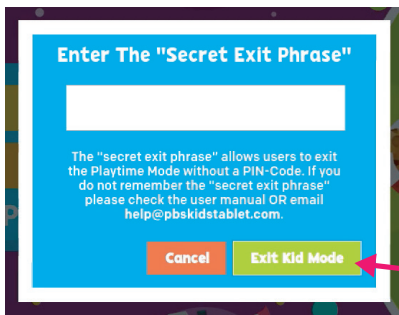 Enter The "Secret Exit Phrase"
The "secret exit phrase" allows users to exit
the Playtime Mode without a PIN-Code. If you
do not remember the "secret exit phrase"
please check the user manual OR email
help@pbskidstablet.com.
Cancel
Exit Kid Mode